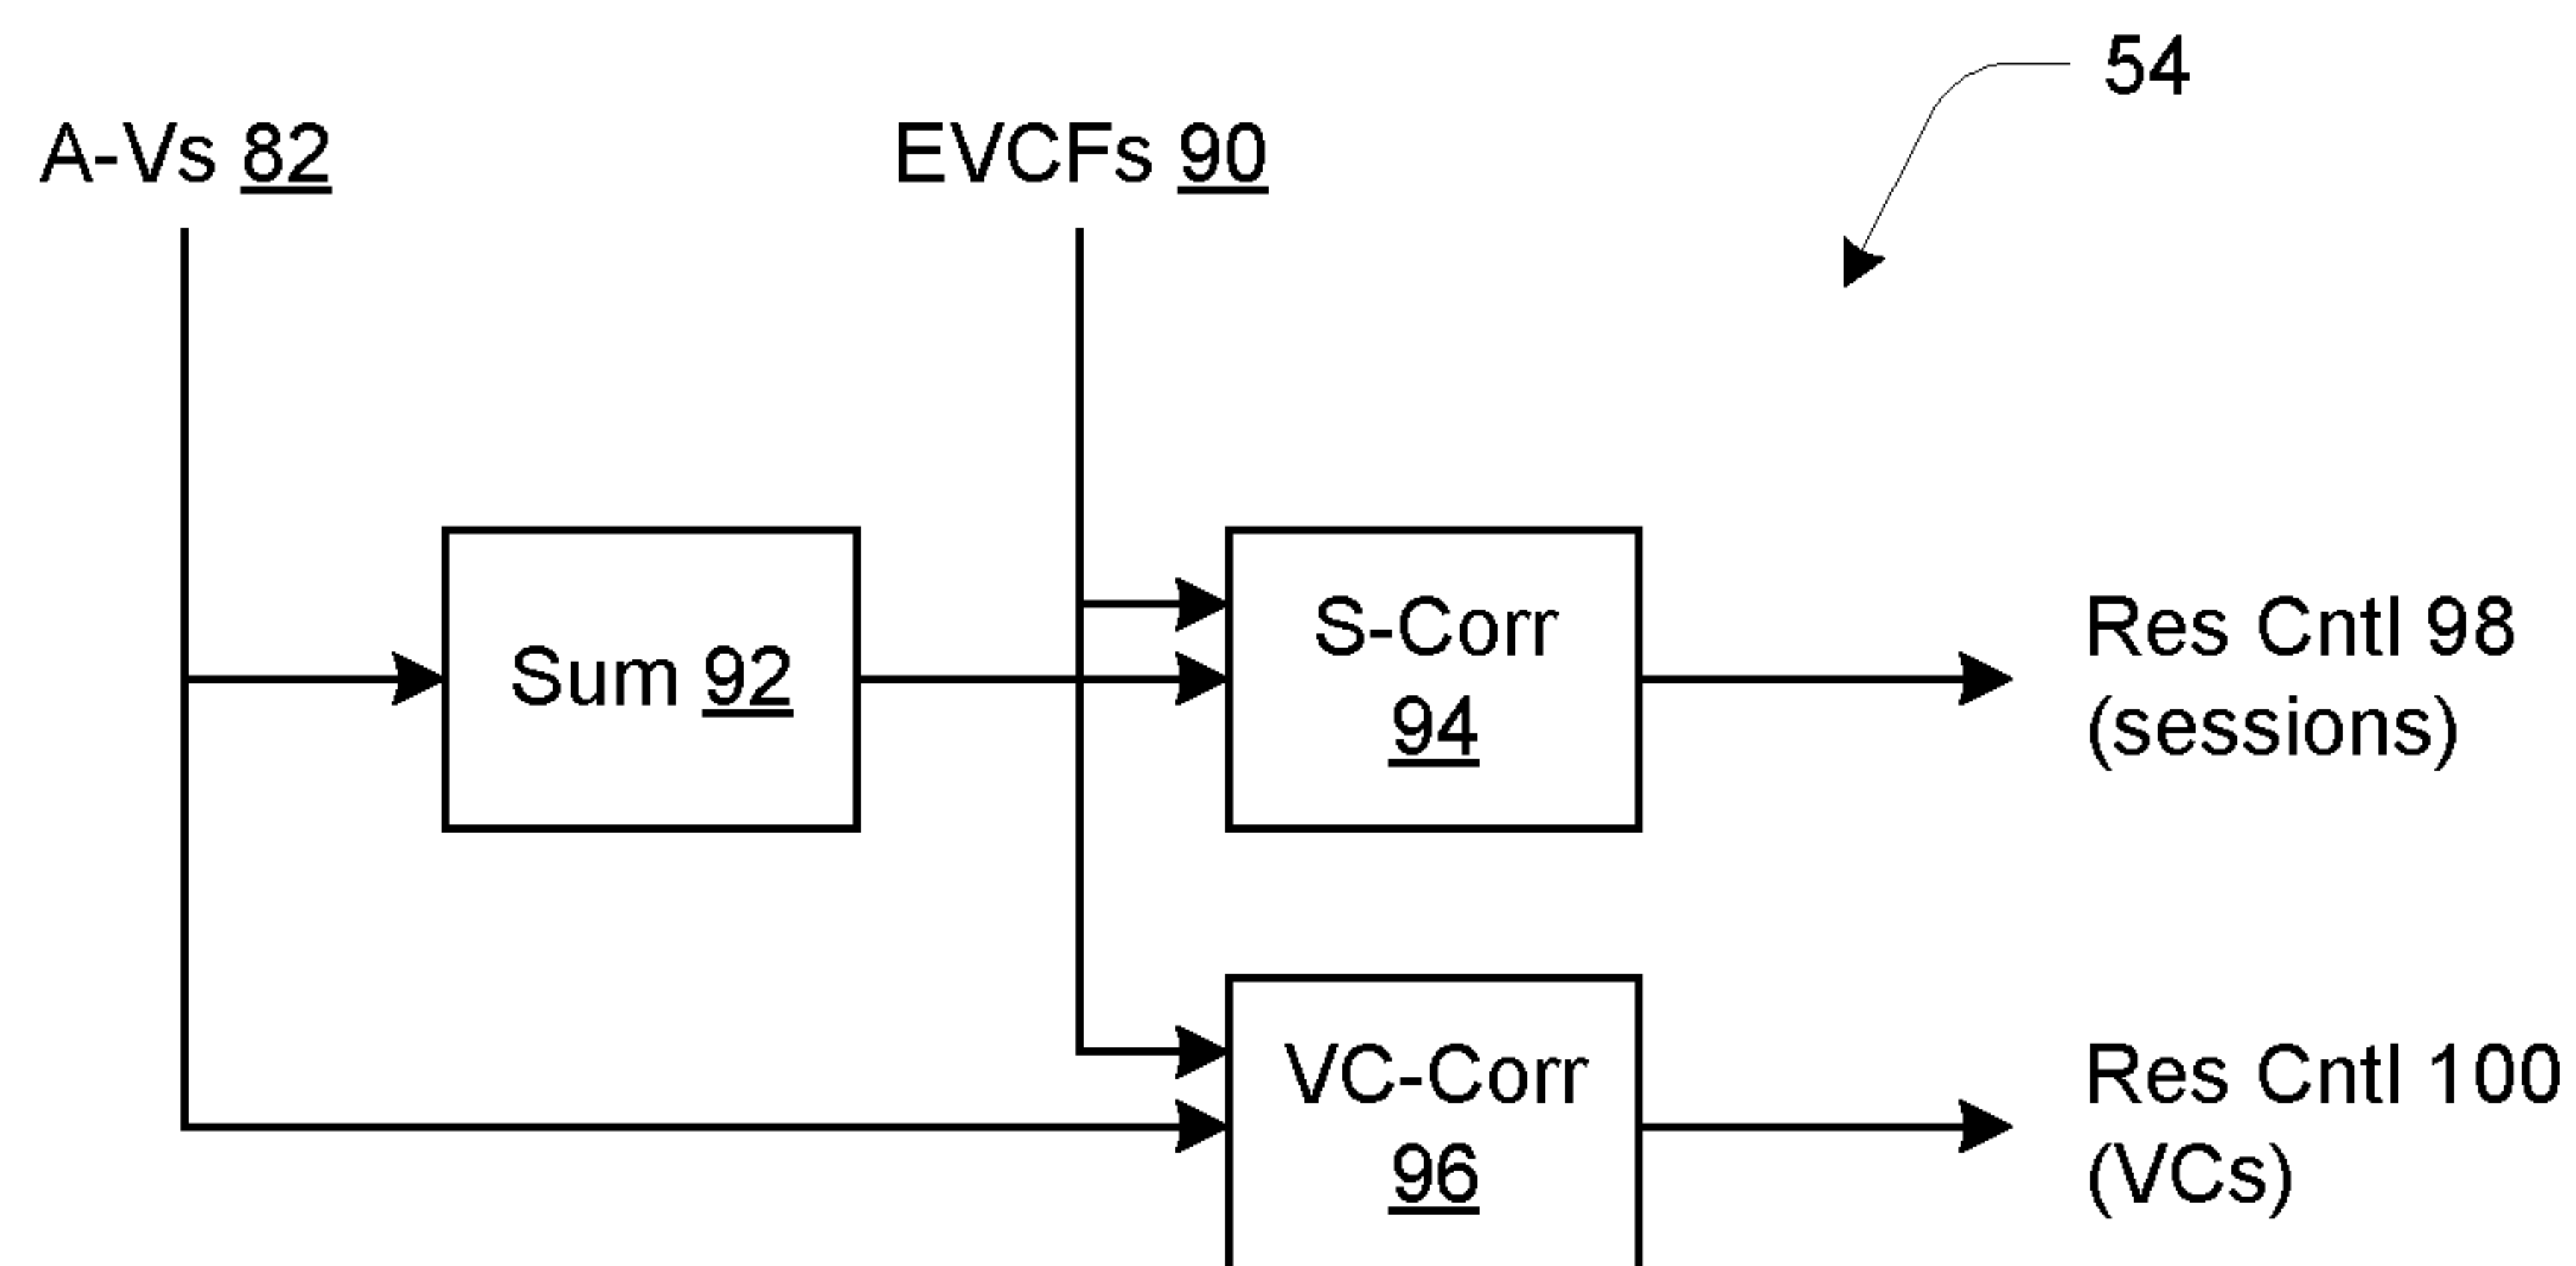 54
A-Vs 82
EVCFs 90
Sum 92
S-Corr
94
Res Cntl 98
(sessions)
VC-Corr
96
Res Cntl 100
(VCs)